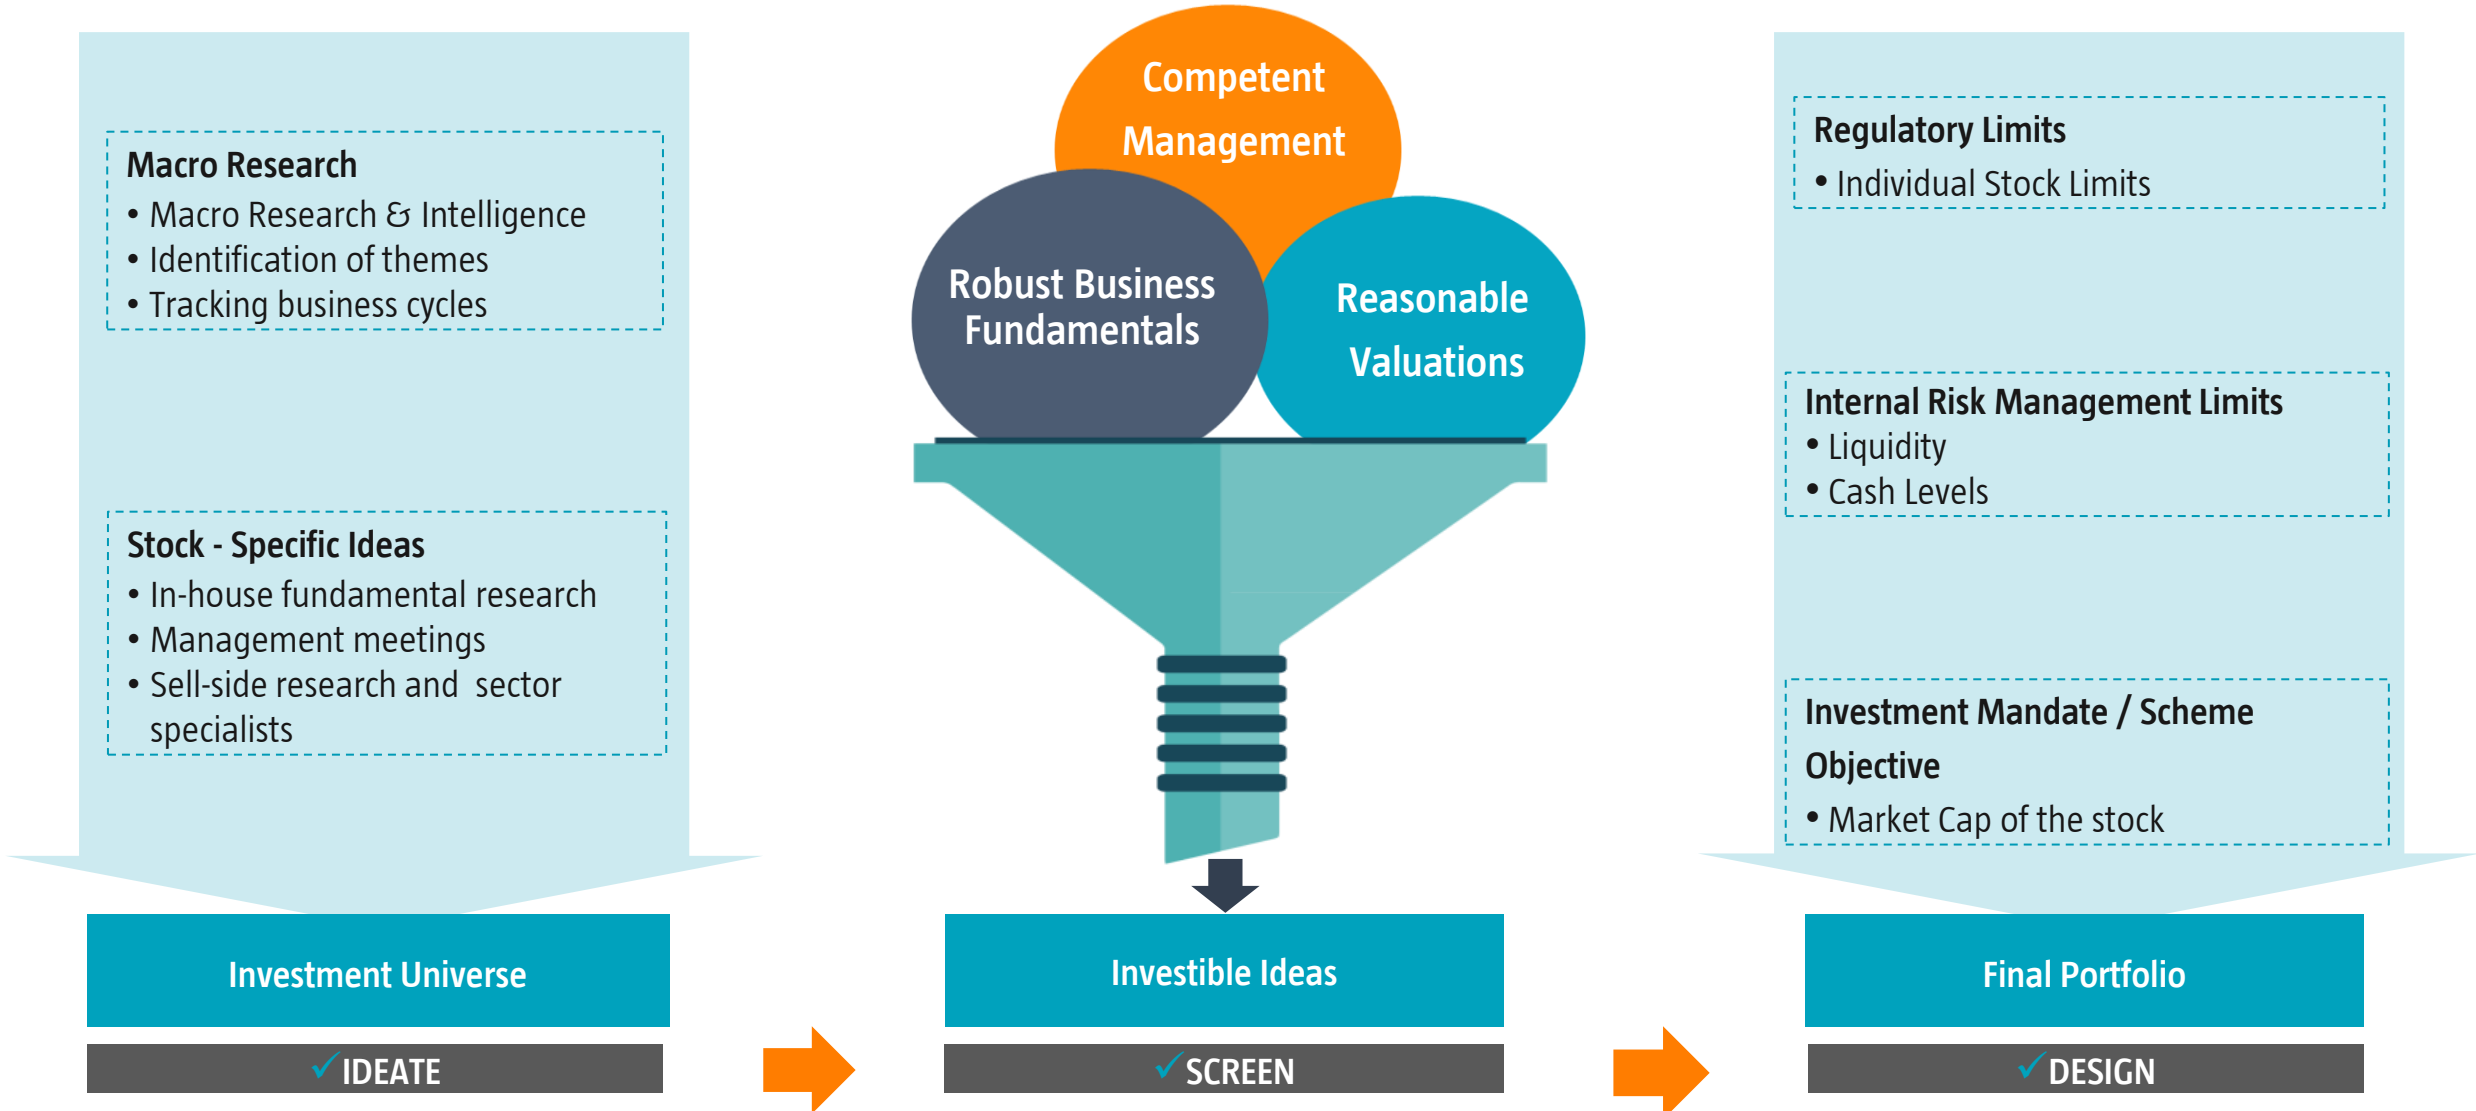 Macro Research
• Macro Research & Intelligence
• Identification of themes
• Tracking business cycles
Stock - Specific Ideas
• In-house fundamental research
• Management meetings
• Sell-side research and sector
specialists
Investment Universe
✓IDEATE
Competent
Management
Robust Business
Fundamentals
Reasonable
Valuations
Investible Ideas
✓SCREEN
Regulatory Limits
• Individual Stock Limits
Internal Risk Management Limits
• Liquidity
• Cash Levels
Investment Mandate / Scheme
Objective
• Market Cap of the stock
Final Portfolio
✓DESIGN